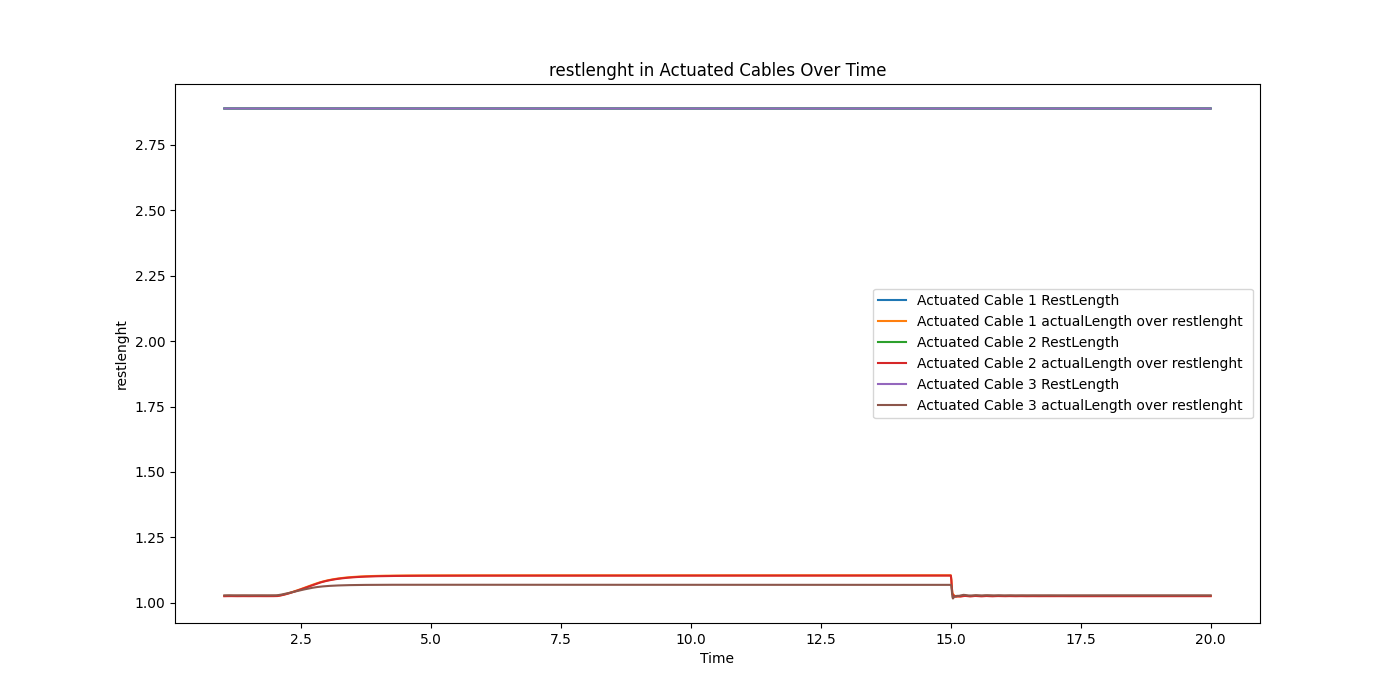 restlenght in Actuated Cables Over Time
2.75
2.50
2.25
2.00
1.75
1.50
1.25
1.00
restlenght
Actuated Cable 1 RestLength
Actuated Cable 1 actualLength over restlenght
Actuated Cable 2 RestLength
Actuated Cable 2 actualLength over restlenght
Actuated Cable 3 RestLength
Actuated Cable 3 actualLength over restlenght
2.5 5.0 7.5 10.0 12.5 15.0 17.5 20.0
Time